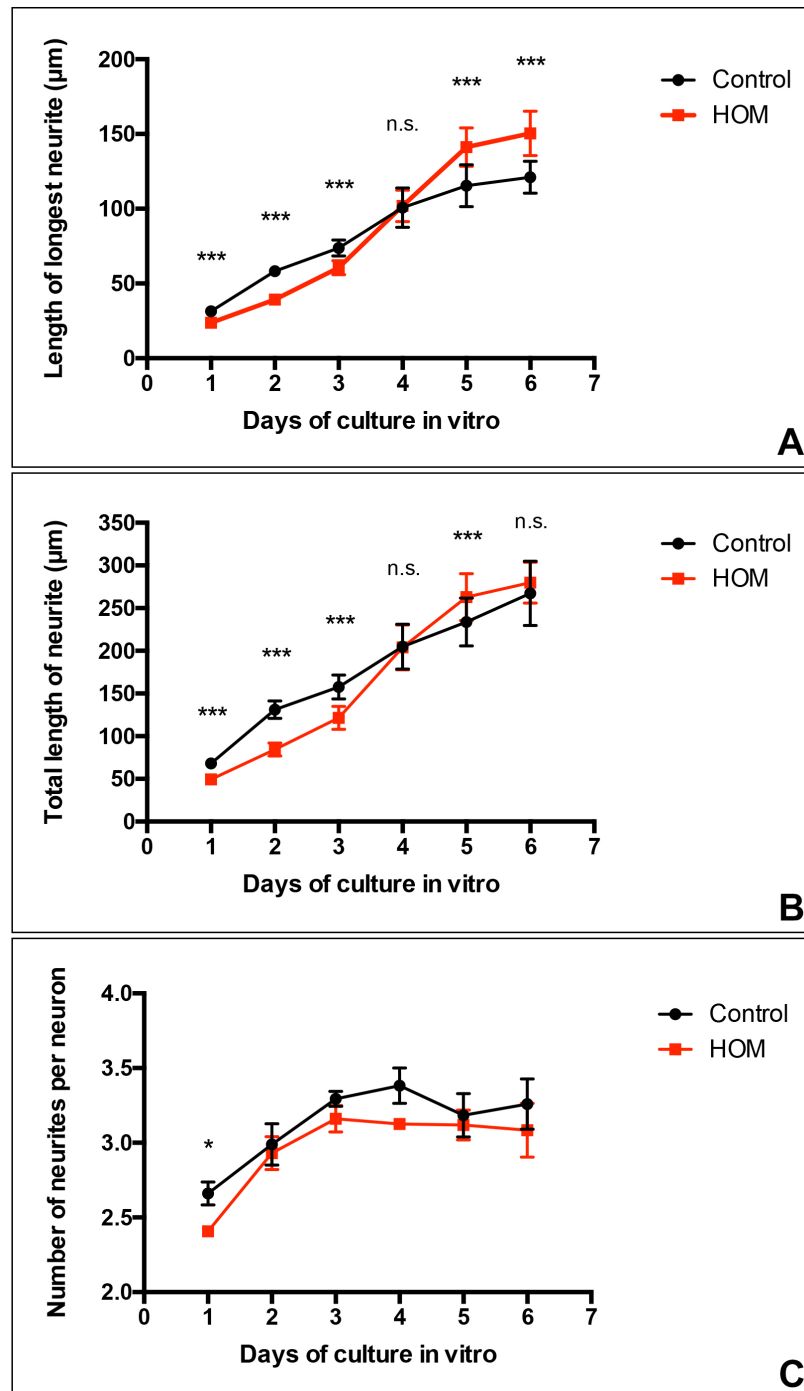 Length of longest neurite (µm)
200
150
100
50
0
***
***
***
n.s.
***
***
Control
HOM
0 1 2 3 4 5 6 7
Days of culture in vitro
A
Total length of neurite (µm)
350
300
250
200
150
100
50
0
***
***
***
n.s.
***
n.s.
Control
HOM
0 1 2 3 4 5 6 7
Days of culture in vitro
B
Number of neurites per neuron
4.0
3.5
3.0
2.5
2.0
*
Control
HOM
0 1 2 3 4 5 6 7
Days of culture in vitro
C